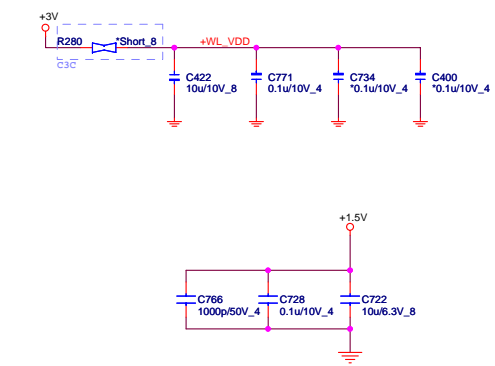 +3V
R280 *Short_8
C3C
+WL_VDD
C422
10u/10V_8
C771
0.1u/10V_4
C734
*0.1u/10V_4
C400
*0.1u/10V_4
+1.5V
C766
1000p/50V_4
C728
0.1u/10V_4
C722
10u/6.3V_8